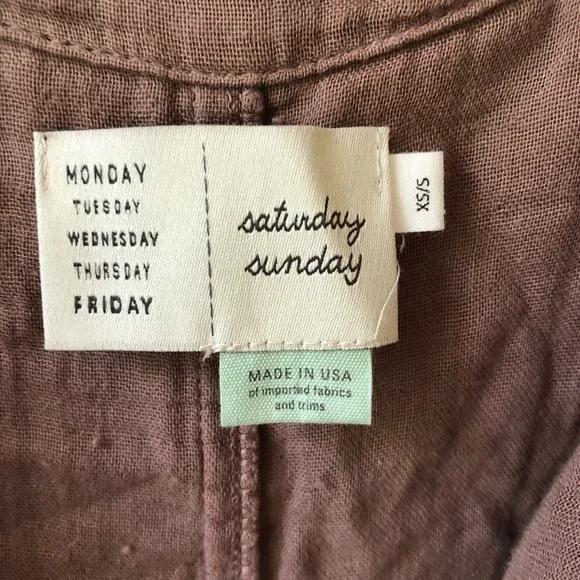 MONDAY
TUESDAY
WEDNESDAY
THURSDAY
FRIDAY
saturday
sunday
XS/S
MADE IN USA
of imported fabrics
and trims